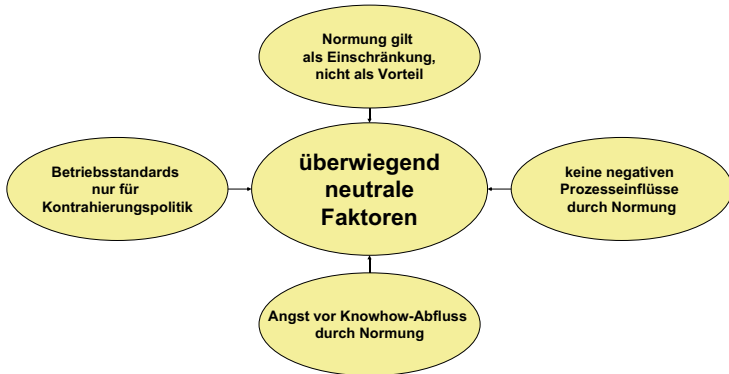 Normung gilt
als Einschränkung,
nicht als Vorteil
Betriebsstandards
nur für
Kontrahierungspolitik
überwiegend
neutrale
Faktoren
keine negativen
Prozesseinflüsse
durch Normung
Angst vor Knowhow-Abfluss
durch Normung